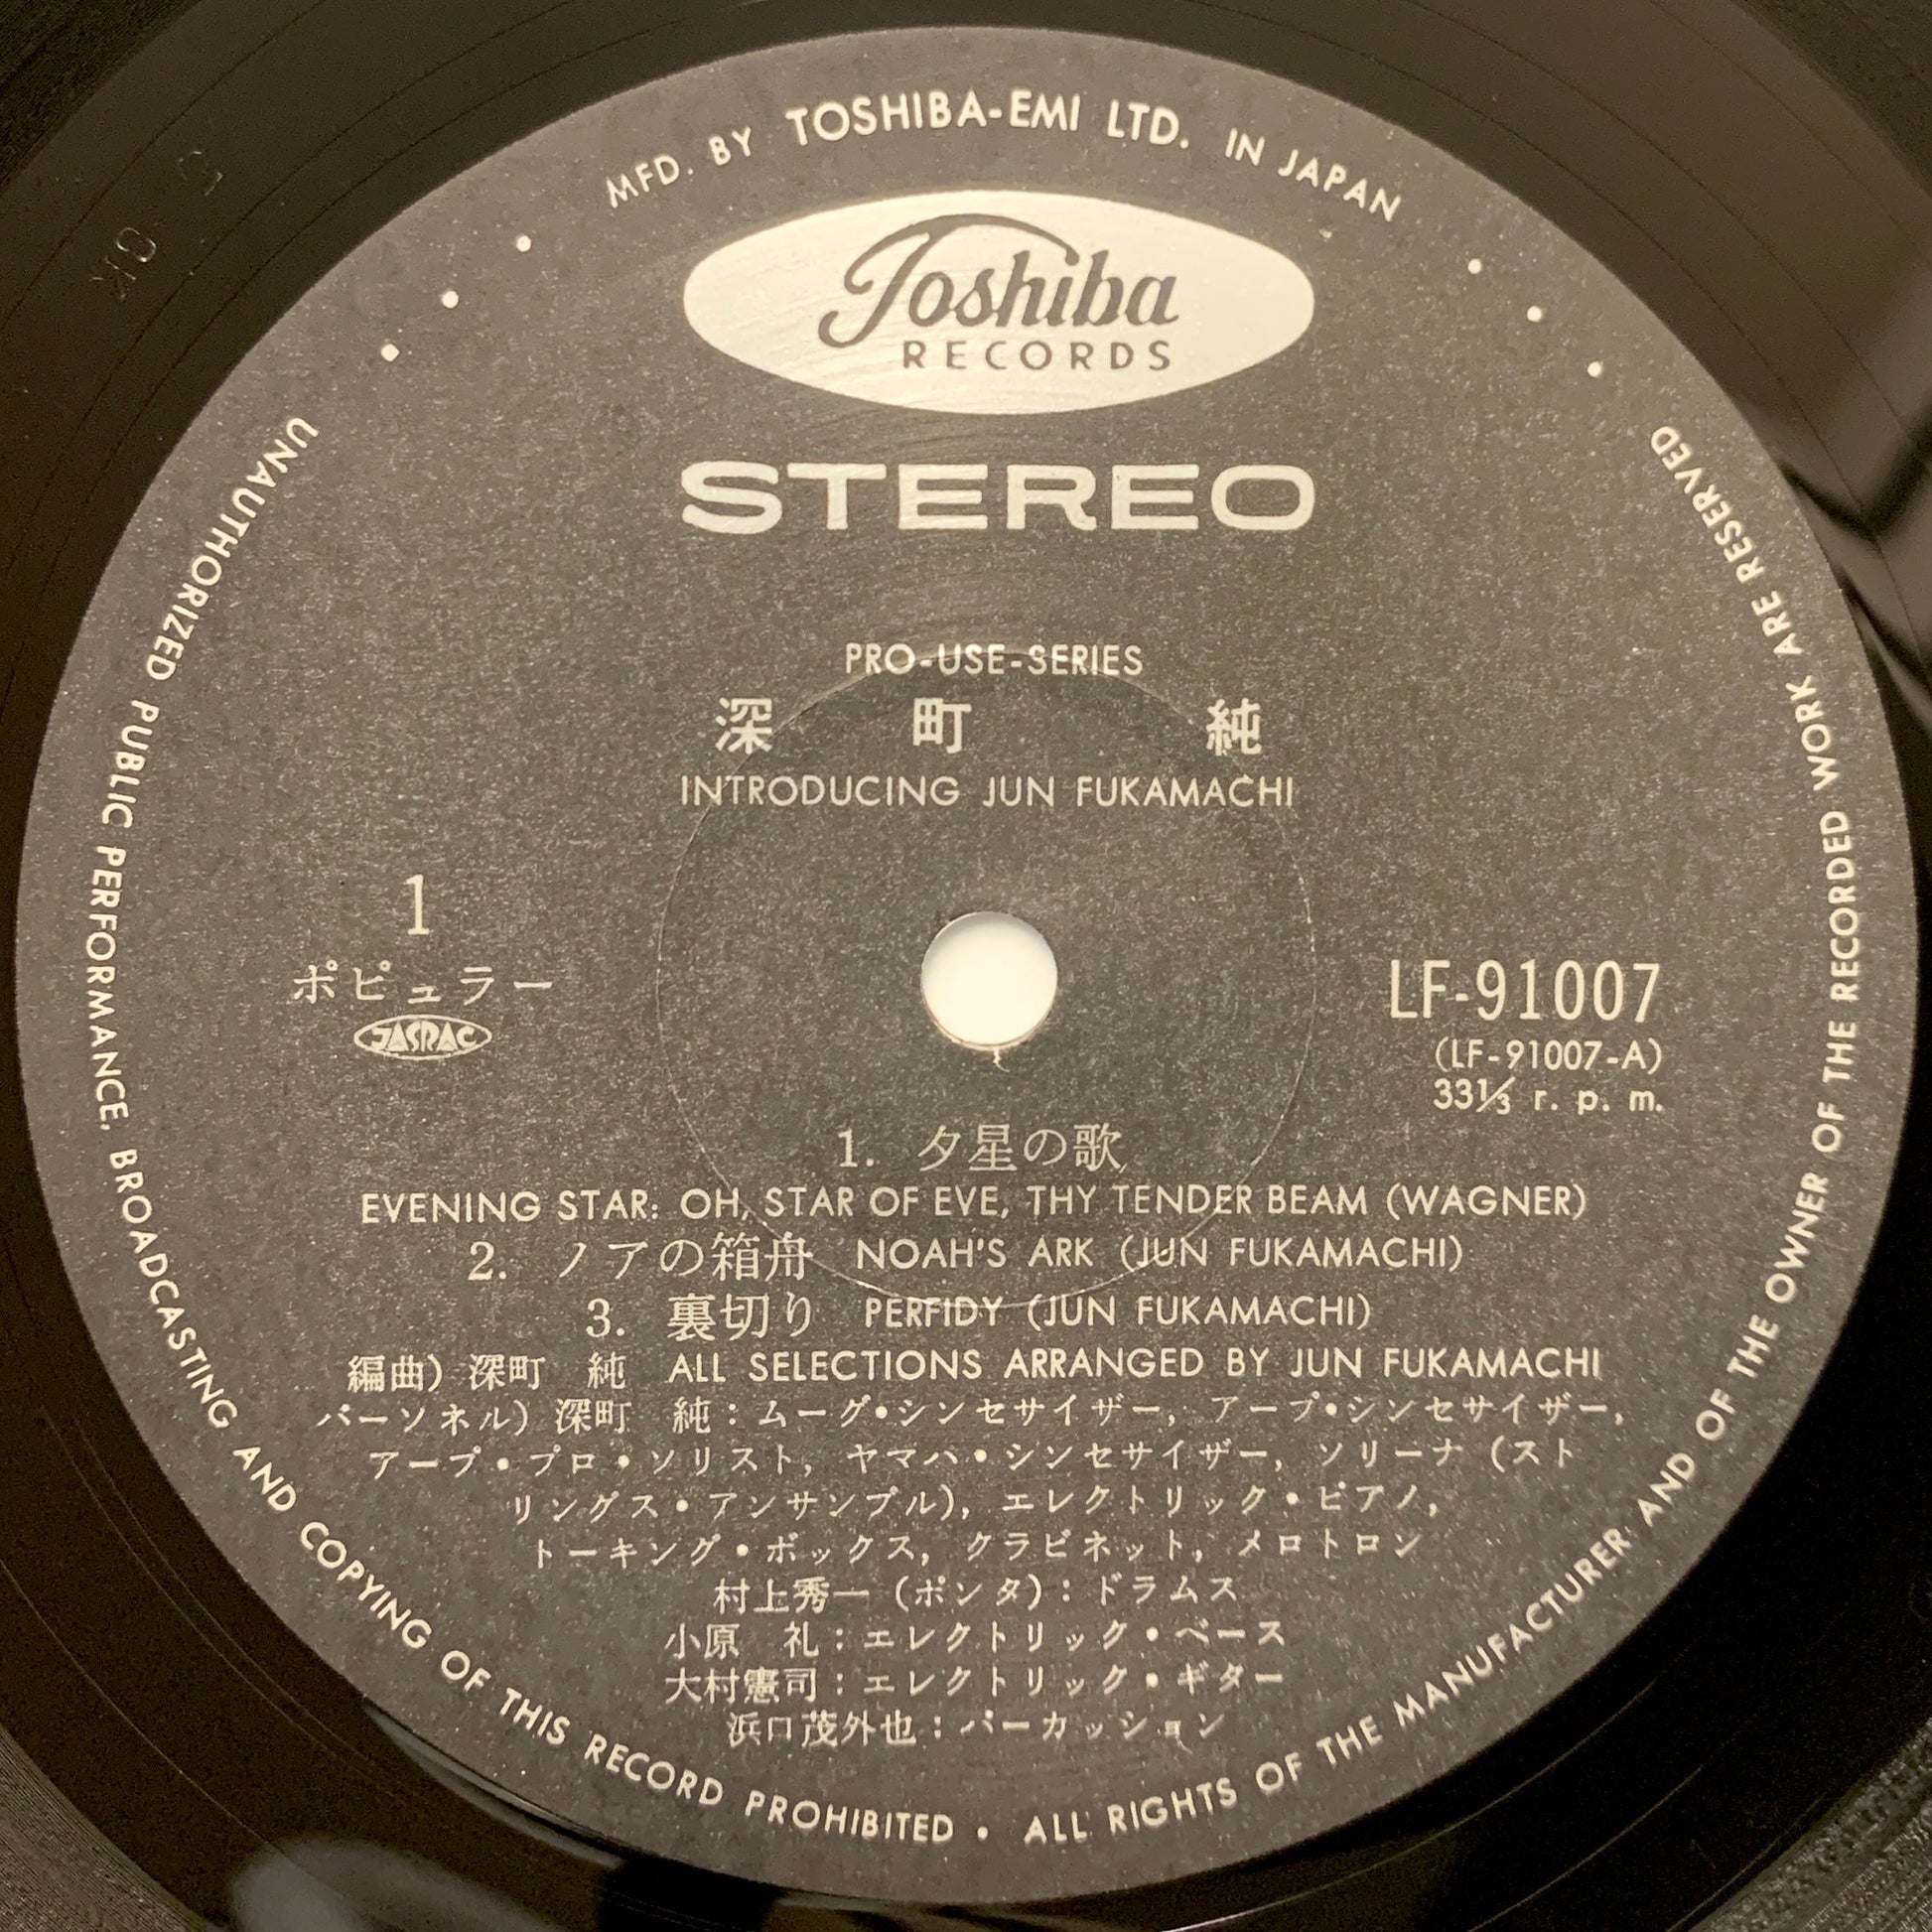 MFD. BY TOSHIBA-EMI LTD. IN JAPAN
Toshiba
RECORDS
STEREO
PRO-USE-SERIES
深町純
INTRODUCING JUN FUKAMACHI
1
ポピュラー
JASRAC
LF-91007
(LF-91007-A)
33⅓ r. p. m.
1. 夕星の歌
EVENING STAR: OH, STAR OF EVE, THY TENDER BEAM (WAGNER)
2. ノアの箱舟 NOAH'S ARK (JUN FUKAMACHI)
3. 裏切り PERFIDY (JUN FUKAMACHI)
編曲) 深町 純 ALL SELECTIONS ARRANGED BY JUN FUKAMACHI
パーソネル) 深町 純：ムーグ・シンセサイザー, アープ・シンセサイザー,
アープ・プロ・ソリスト, ヤマハ・シンセサイザー, ソリーナ (スト
リングス・アンサンブル), エレクトリック・ピアノ,
トーキング・ボックス, クラビネット, メロトロン
村上秀一 (ポンタ)：ドラムス
小原 礼：エレクトリック・ベース
大村憲司：エレクトリック・ギター
浜口茂外也：パーカッション
UNAUTHORIZED PUBLIC PERFORMANCE, BROADCASTING AND COPYING OF THIS RECORD PROHIBITED • ALL RIGHTS OF THE MANUFACTURER AND OF THE OWNER OF THE RECORDED WORK ARE RESERVED